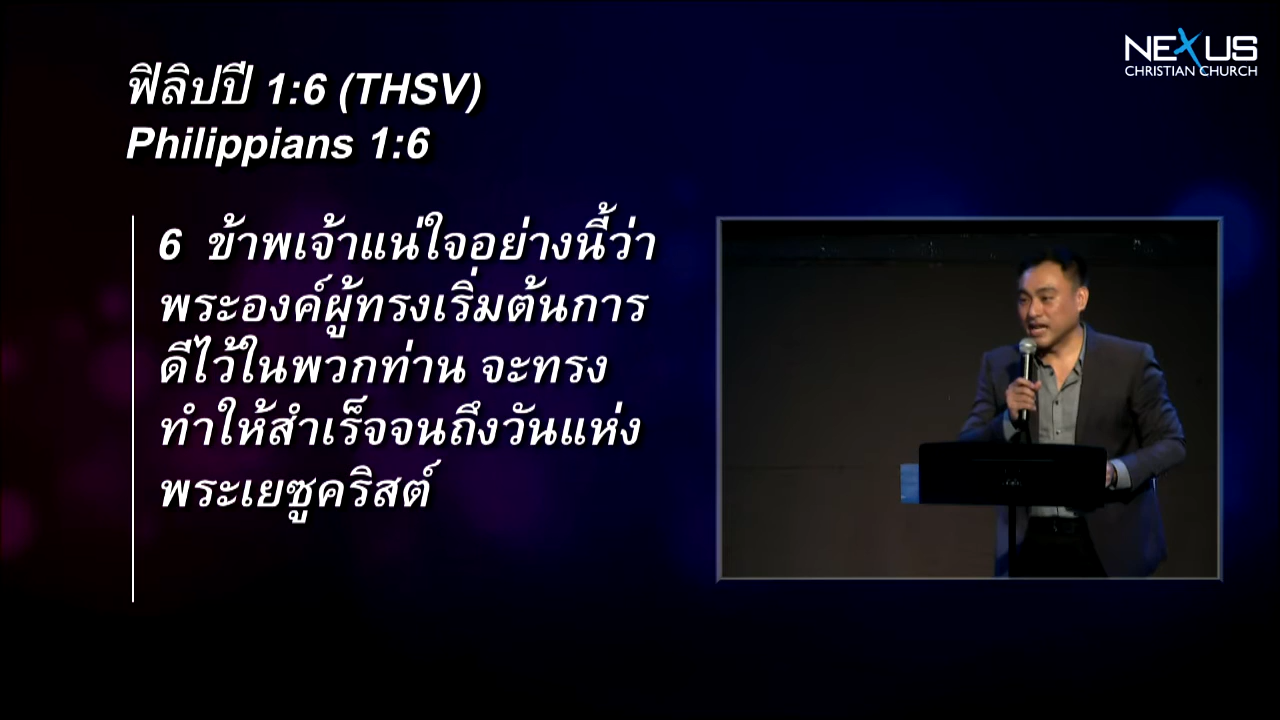 NEXUS
CHRISTIAN CHURCH
ฟิลิปปี 1:6 (THSV)
Philippians 1:6
6 ข้าพเจ้าแน่ใจอย่างนี้ว่า
พระองค์ผู้ทรงเริ่มต้นการ
ดีไว้ในพวกท่าน จะทรง
ทำให้สำเร็จจนถึงวันแห่ง
พระเยซูคริสต์